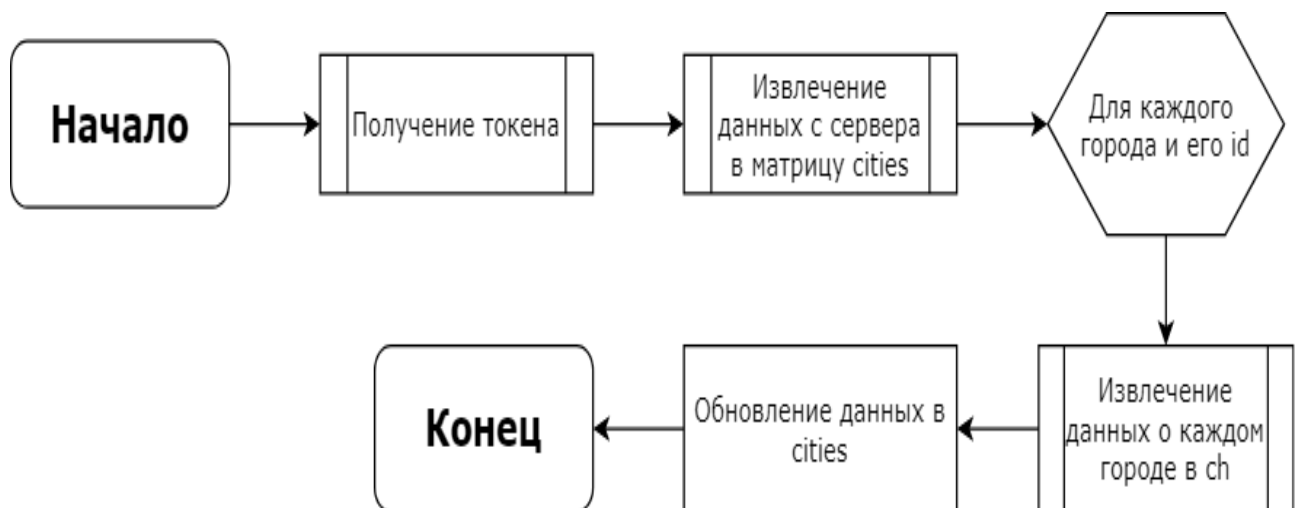 Начало
Получение токена
Извлечение
данных с сервера
в матрицу cities
Для каждого
города и его id
Извлечение
данных о каждом
городе в ch
Обновление данных в
cities
Конец